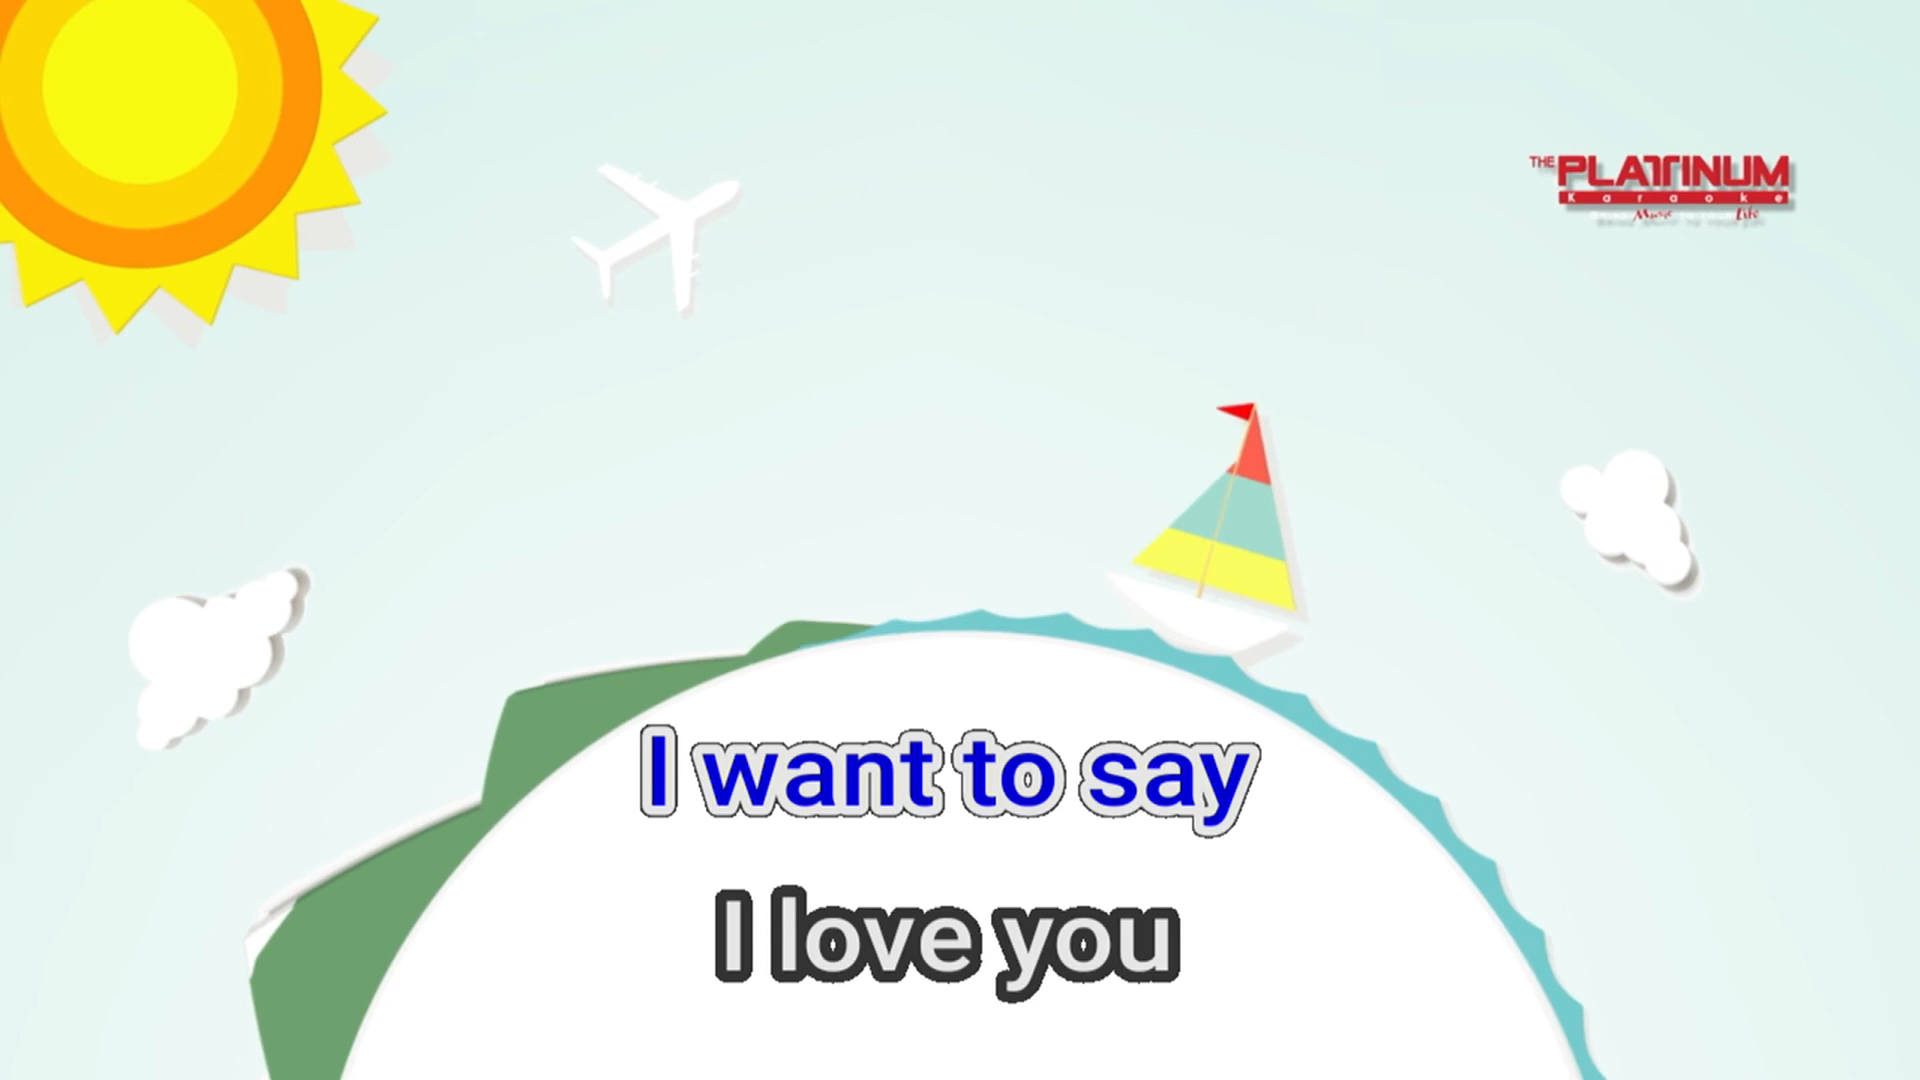 THE PLATINUM
Karaoke
Music Life
I want to say
I love you